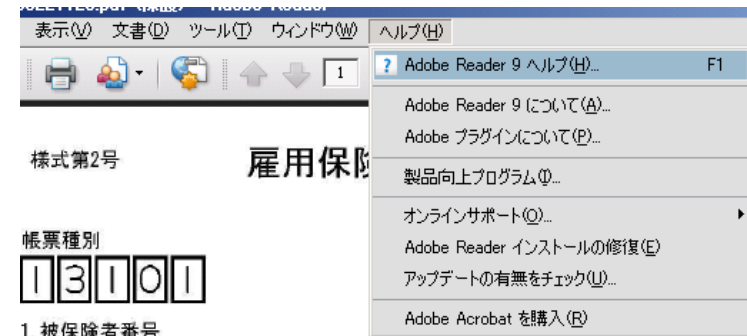 表示(V) 文書(D) ツール(T) ウィンドウ(W) ヘルプ(H)
1
Adobe Reader 9 ヘルプ(H)... F1
Adobe Reader 9 について(A)...
Adobe プラグインについて(P)...
製品向上プログラム(I)...
オンラインサポート(O)...
Adobe Reader インストールの修復(E)
アップデートの有無をチェック(U)...
Adobe Acrobat を購入(R)
様式第2号
雇用保険
帳票種別
13101
1 被保険者番号